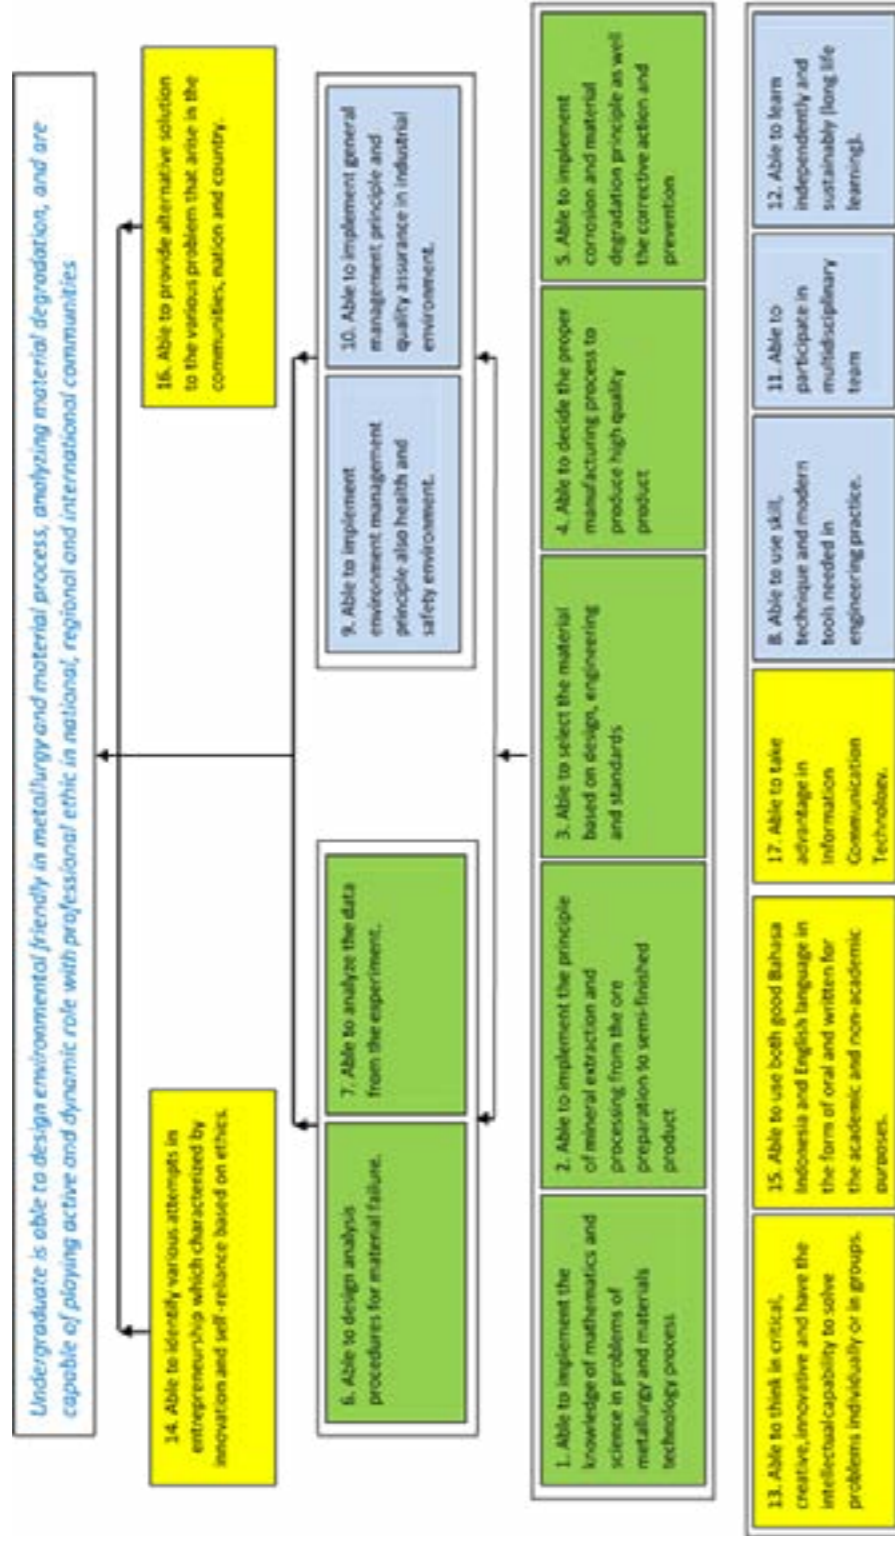 Undergraduate is able to design environmental friendly in metallurgy and material process, analyzing material degradation, and are
capable of playing active and dynamic role with professional ethic in national, regional and international communities
14. Able to identify various attempts in
entrepreneurship which characterized by
innovation and self-reliance based on ethics.
16. Able to provide alternative solution
to the various problem that arise in the
communities, nation and country.
6. Able to design analysis
procedures for material failure.
7. Able to analyze the data
from the experiment.
9. Able to implement
environment management
principle also health and
safety environment.
10. Able to implement general
management principle and
quality assurance in industrial
environment.
1. Able to implement the
knowledge of mathematics and
science in problems of
metallurgy and materials
technology process
2. Able to implement the principle
of mineral extraction and
processing from the ore
preparation to semi-finished
product
3. Able to select the material
based on design, engineering
and standards
4. Able to decide the proper
manufacturing process to
produce high quality
product
5. Able to implement
corrosion and material
degradation principle as well
the corrective action and
prevention
13. Able to think in critical,
creative, innovative and have the
intellectual capability to solve
problems individually or in groups.
15. Able to use both good Bahasa
Indonesia and English language in
the form of oral and written for
the academic and non-academic
purposes.
17. Able to take
advantage in
Information
Communication
Technology.
8. Able to use skill,
technique and modern
tools needed in
engineering practice.
11. Able to
participate in
multidisciplinary
team
12. Able to learn
independently and
sustainably (long life
learning).